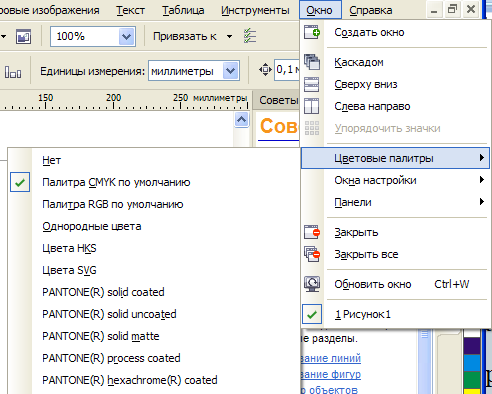 ровые изображения Текст Таблица Инструменты Окно Справка
100% Привязать к
Единицы измерения: миллиметры 0,1 м
150 200 250 миллиметры Советы
Сов
Создать окно
Каскадом
Сверху вниз
Слева направо
Упорядочить значки
Цветовые палитры
Окна настройки
Панели
Закрыть
Закрыть все
Обновить окно Ctrl+W
1 Рисунок1
Нет
Палитра CMYK по умолчанию
Палитра RGB по умолчанию
Однородные цвета
Цвета HKS
Цвета SVG
PANTONE(R) solid coated
PANTONE(R) solid uncoated
PANTONE(R) solid matte
PANTONE(R) process coated
PANTONE(R) hexachrome(R) coated
ие разделы.
вание линий
вание фигур
р объектов